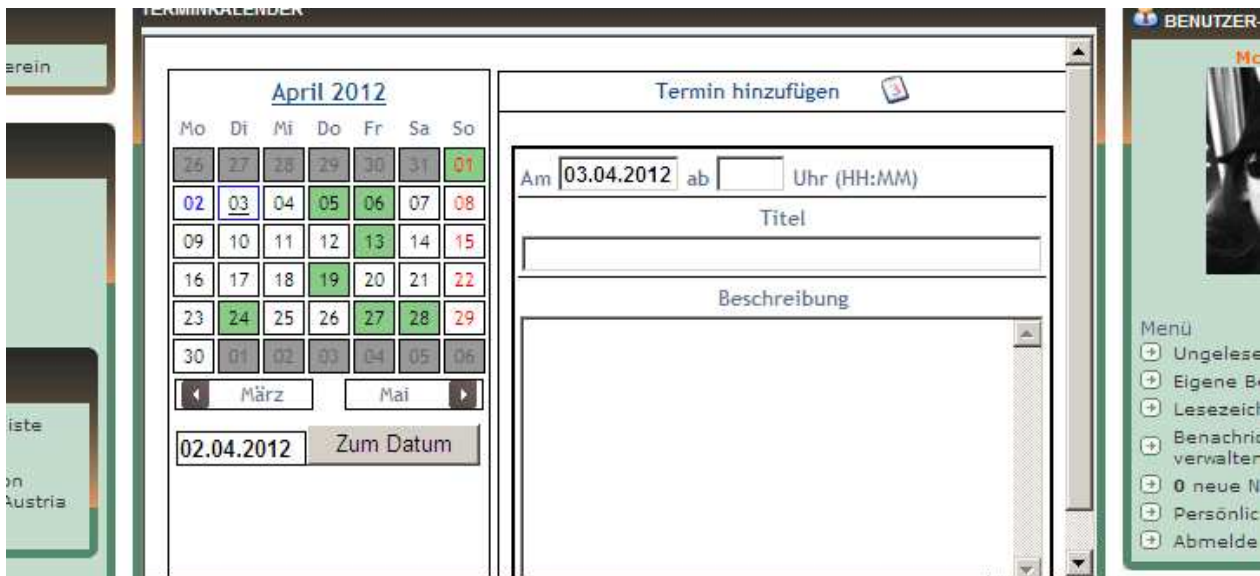 TERMINKALENDER
BENUTZER-
erein
April 2012
Mo Di Mi Do Fr Sa So
26 27 28 29 30 31 01
02 03 04 05 06 07 08
09 10 11 12 13 14 15
16 17 18 19 20 21 22
23 24 25 26 27 28 29
30 01 02 03 04 05 06
März Mai
02.04.2012 Zum Datum
Termin hinzufügen 3
Am 03.04.2012 ab Uhr (HH:MM)
Titel
Beschreibung
iste
on
Austria
Mo
Menü
Ungelese
Eigene Be
Lesezeich
Benachric
verwalten
0 neue N
Persönlic
Abmelde